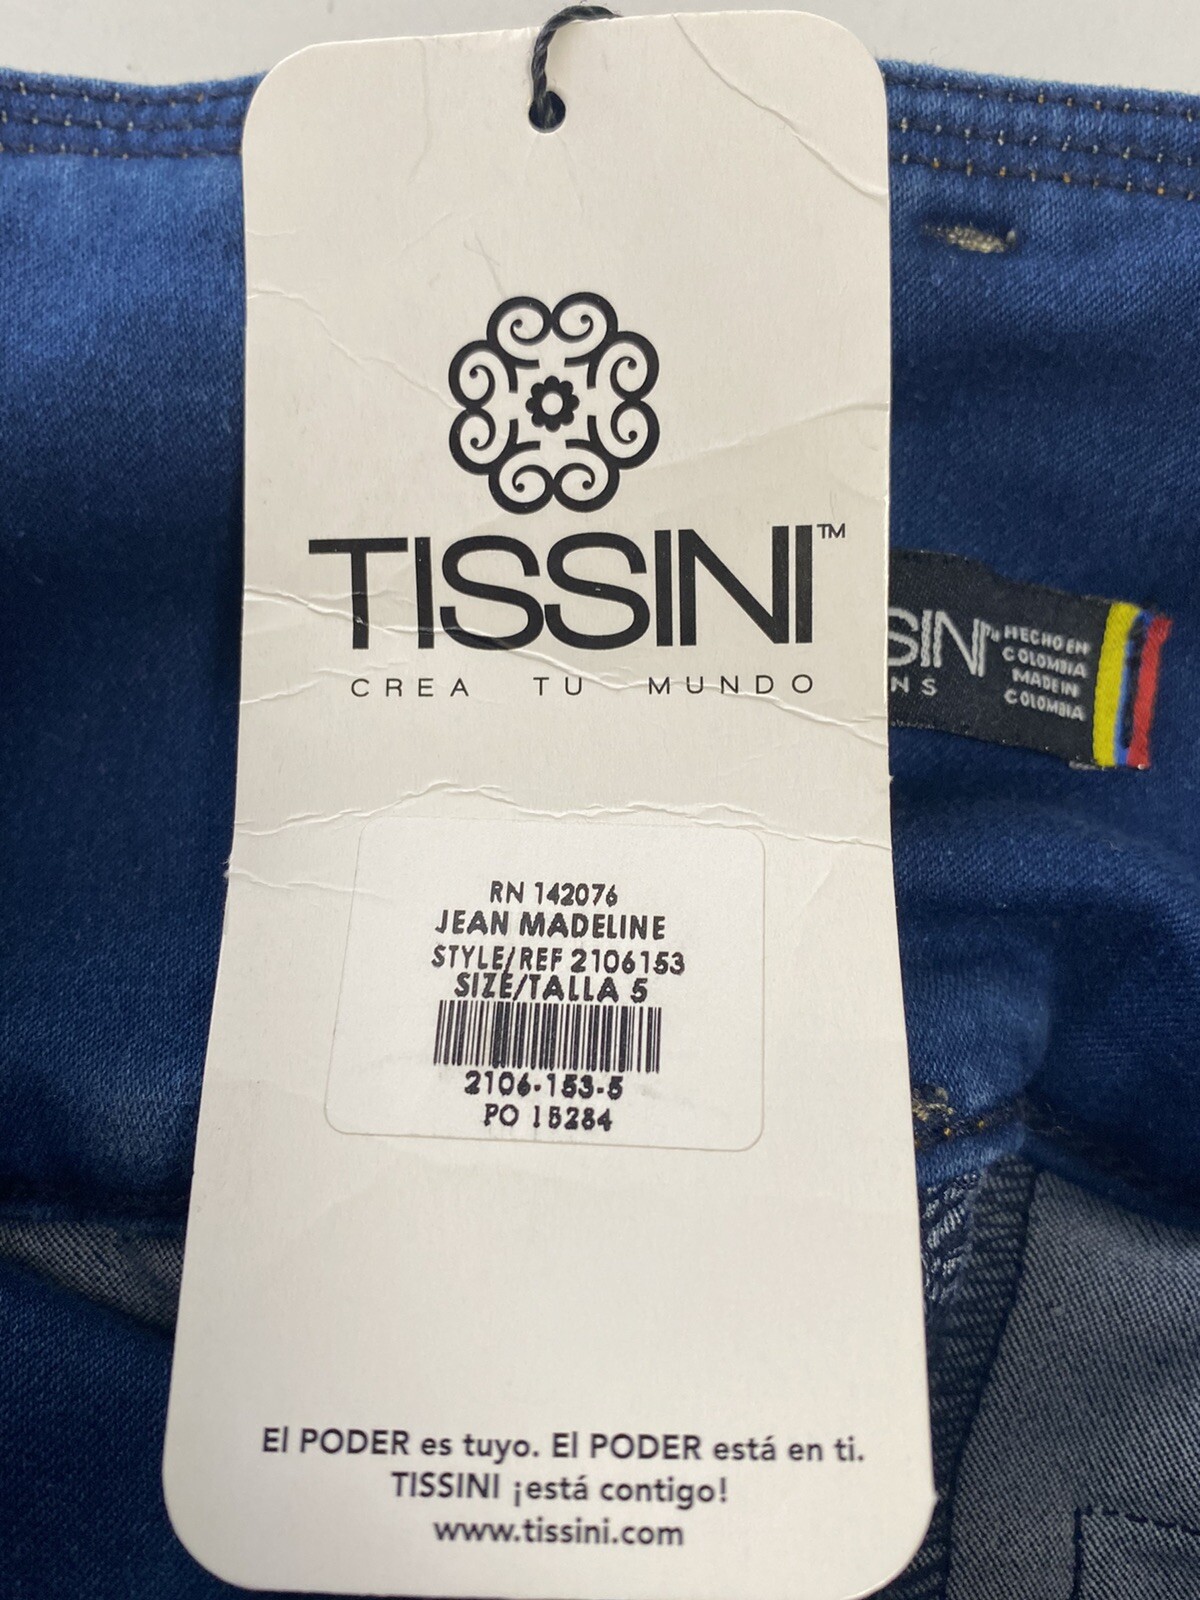 TISSINI™
CREA TU MUNDO
RN 142076
JEAN MADELINE
STYLE/REF 2106153
SIZE/TALLA 5
2106-153-5
PO 15284
El PODER es tuyo. El PODER está en ti.
TISSINI ¡está contigo!
www.tissini.com
SINI™
NS
HECHO EN
COLOMBIA
MADE IN
COLOMBIA